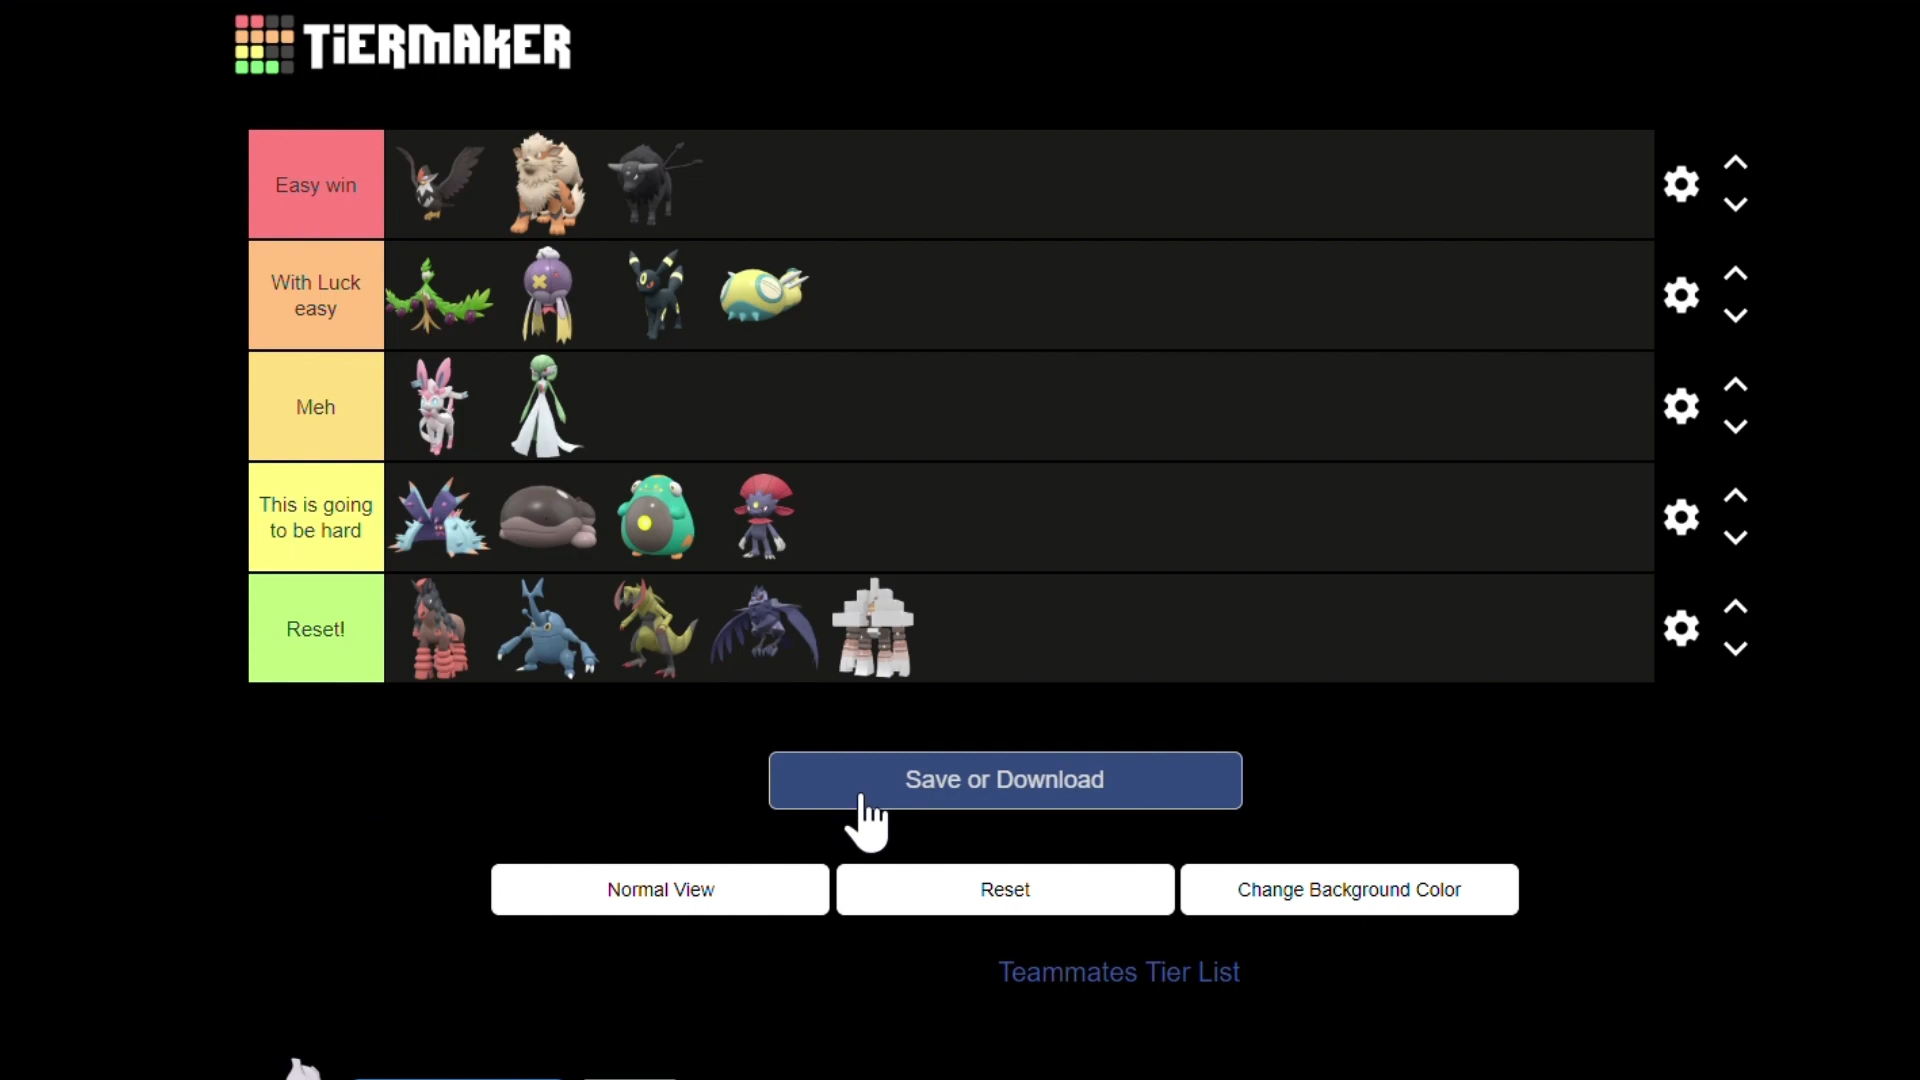 TiERMAKER
Easy win
With Luck
easy
Meh
This is going
to be hard
Reset!
Save or Download
Normal View
Reset
Change Background Color
Teammates Tier List